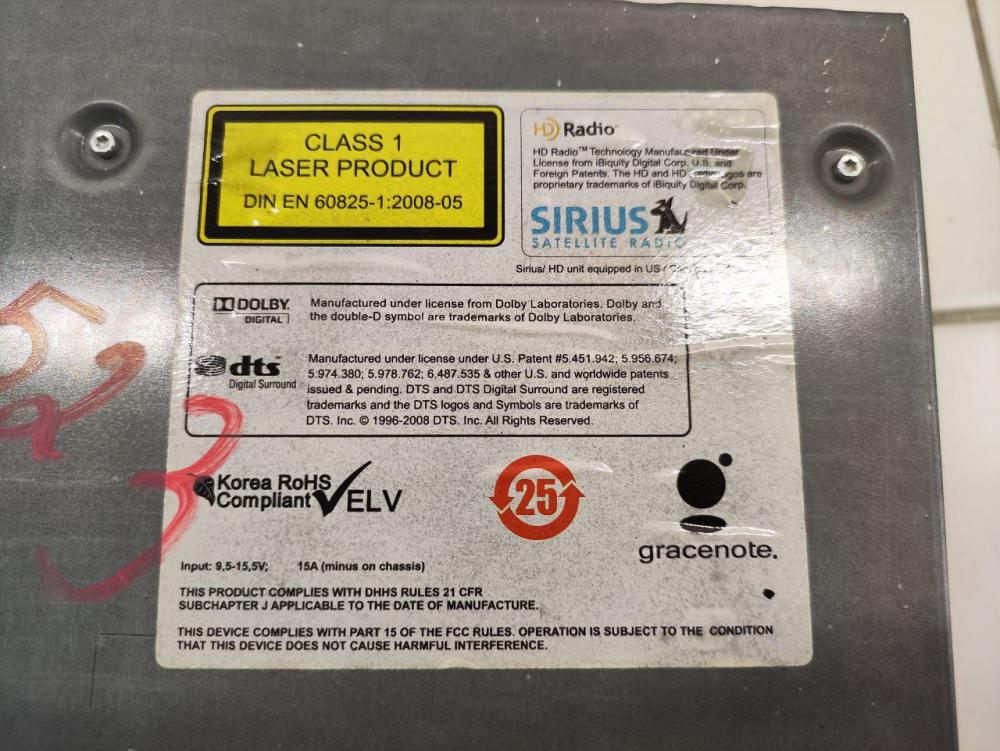 CLASS 1
LASER PRODUCT
DIN EN 60825-1:2008-05
HD Radio™
HD Radio™ Technology Manufactured Under
License from iBiquity Digital Corp. U.S. and
Foreign Patents. The HD and HD Radio logos are
proprietary trademarks of iBiquity Digital Corp.
SIRIUS
SATELLITE RADIO
Sirius/ HD unit equipped in US /
DOLBY
DIGITAL
Manufactured under license from Dolby Laboratories. Dolby and
the double-D symbol are trademarks of Dolby Laboratories.
dts™
Digital Surround
Manufactured under license under U.S. Patent #5.451.942; 5.956.674;
5.974.380; 5.978.762; 6.487.535 & other U.S. and worldwide patents
issued & pending. DTS and DTS Digital Surround are registered
trademarks and the DTS logos and Symbols are trademarks of
DTS. Inc. © 1996-2008 DTS. Inc. All Rights Reserved.
Korea RoHS
Compliant
ELV
25
gracenote.
Input: 9,5-15,5V; 15A (minus on chassis)
THIS PRODUCT COMPLIES WITH DHHS RULES 21 CFR
SUBCHAPTER J APPLICABLE TO THE DATE OF MANUFACTURE.
THIS DEVICE COMPLIES WITH PART 15 OF THE FCC RULES. OPERATION IS SUBJECT TO THE CONDITION
THAT THIS DEVICE DOES NOT CAUSE HARMFUL INTERFERENCE.
3